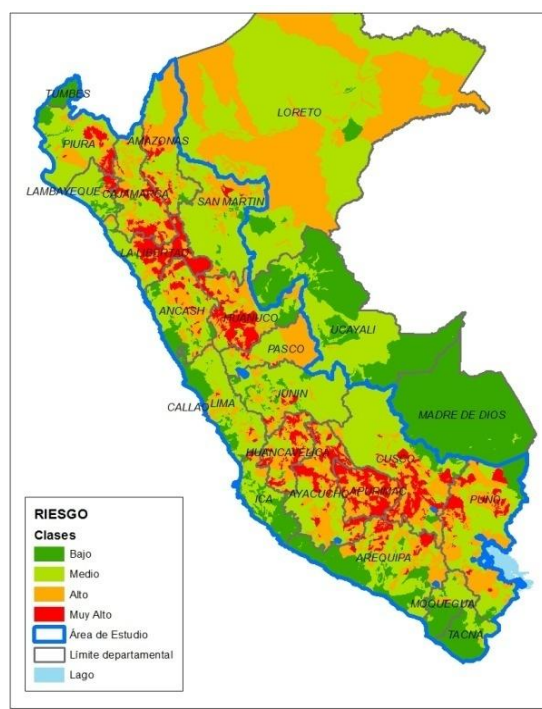 TUMBES
LORETO
PIURA
AMAZONAS
LAMBAYEQUE
CAJAMARCA
SAN MARTIN
LA LIBERTAD
ANCASH
HUANUCO
UCAYALI
PASCO
CALLAO
LIMA
JUNIN
MADRE DE DIOS
HUANCAVELICA
CUSCO
ICA
AYACUCHO
APURIMAC
PUNO
AREQUIPA
MOQUEGUA
TACNA
RIESGO
Clases
Bajo
Medio
Alto
Muy Alto
Área de Estudio
Límite departamental
Lago